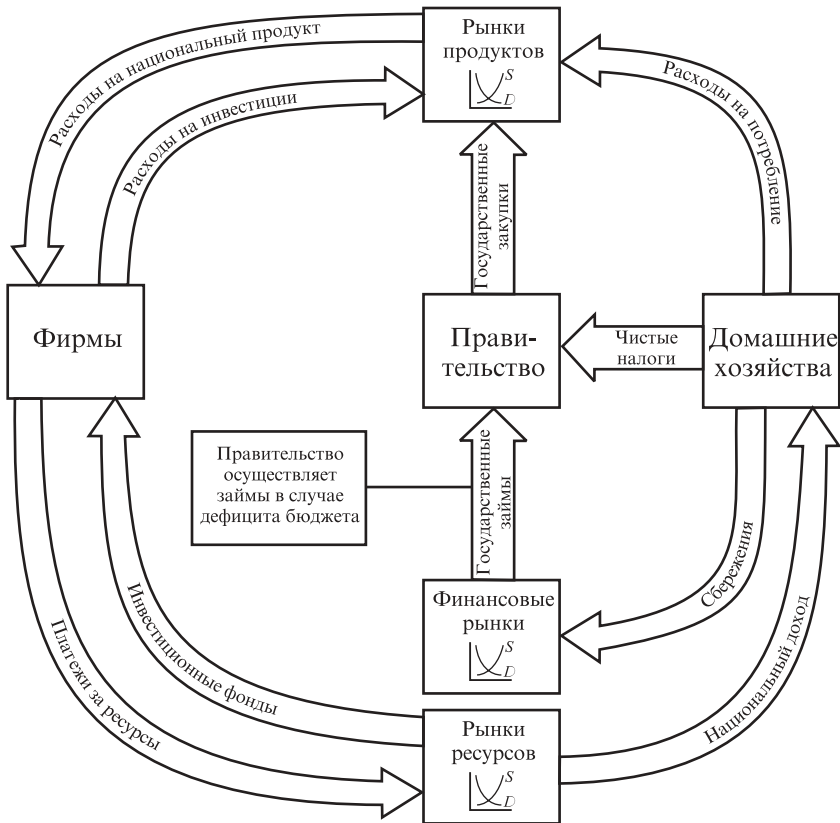 Рынки
продуктов
S
D
Расходы на национальный продукт
Расходы на инвестиции
Расходы на потребление
Государственные
закупки
Фирмы
Прави-
тельство
Чистые
налоги
Домашние
хозяйства
Правительство
осуществляет
займы в случае
дефицита бюджета
Государственные
займы
Сбережения
Финансовые
рынки
S
D
Инвестиционные фонды
Платежи за ресурсы
Национальный доход
Рынки
ресурсов
S
D